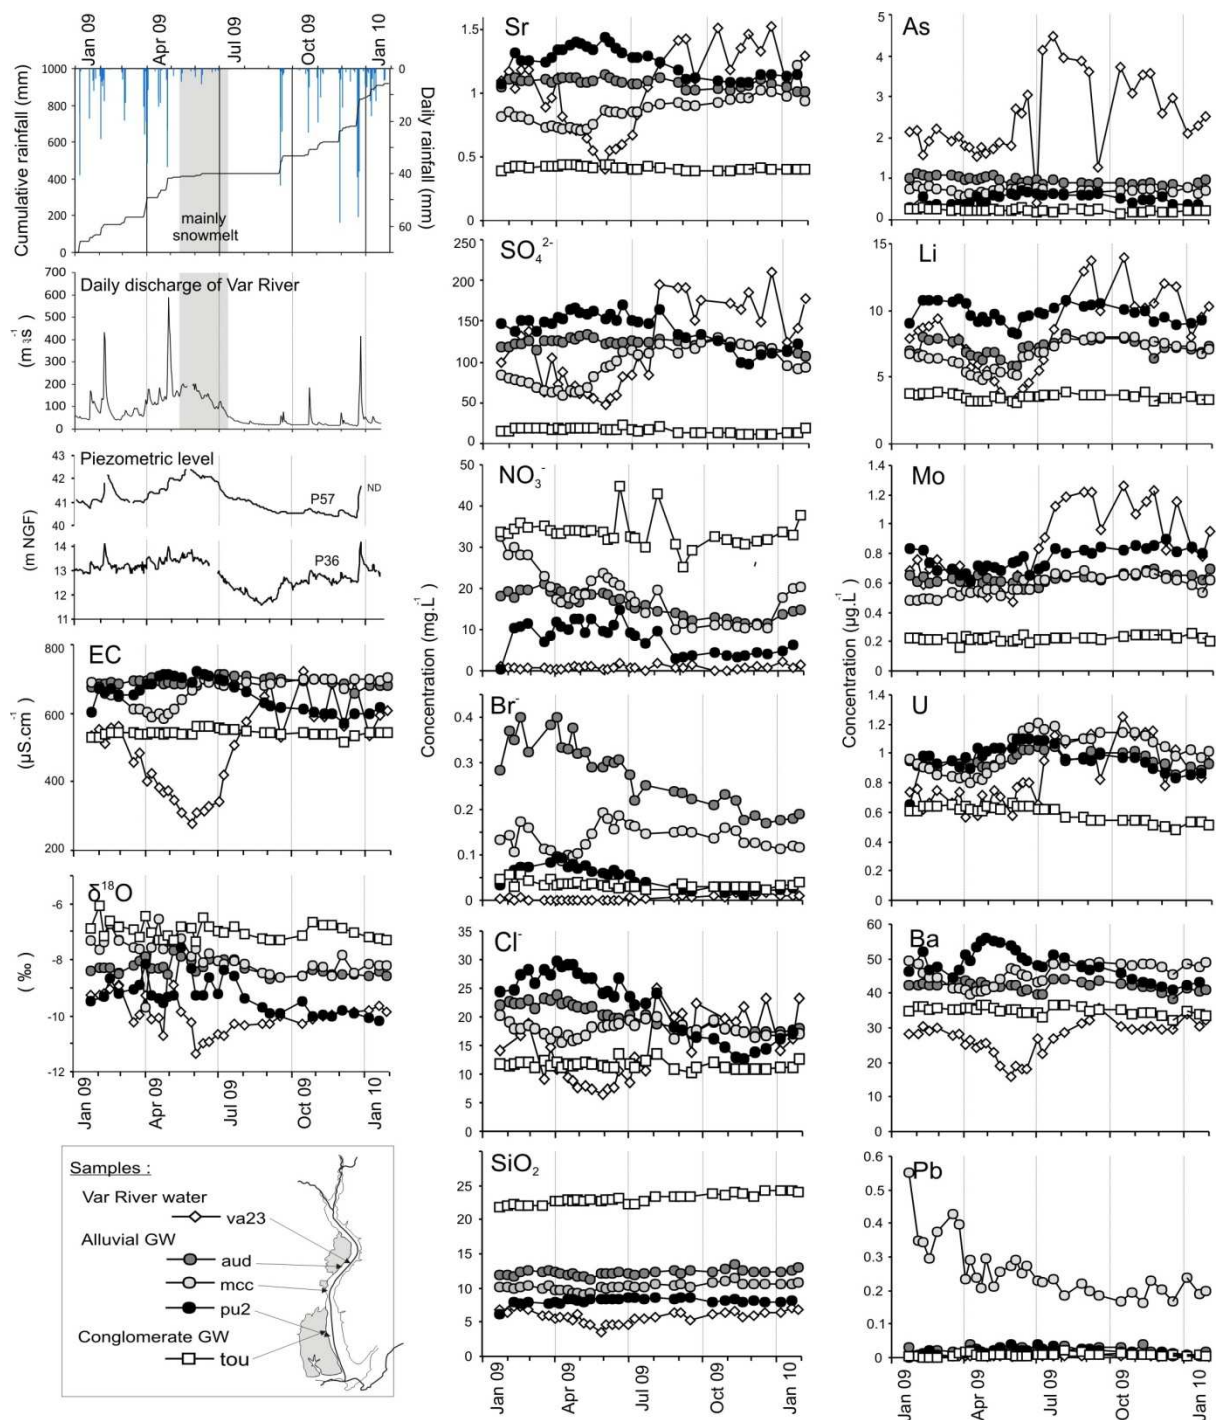 Jan 09
Apr 09
Jul 09
Oct 09
Jan 10
Cumulative rainfall (mm)
1000
800
600
400
200
0
Daily rainfall (mm)
0
20
40
60
mainly
snowmelt
Daily discharge of Var River
700
600
500
400
300
200
100
0
Piezometric level
(m NGF)
43
42
41
40
P57
ND
14
13
12
11
P36
EC
(µS.cm⁻¹)
800
600
400
200
δ¹⁸O
( ‰)
-6
-8
-10
-12
Jan 09
Apr 09
Jul 09
Oct 09
Jan 10
Samples :
Var River water
va23
Alluvial GW
aud
mcc
pu2
Conglomerate GW
tou
Concentration (mg.L⁻¹)
Sr
1.5
1
0.5
0
SO₄²⁻
250
200
150
100
50
0
NO₃⁻
50
40
30
20
10
0
Br⁻
0.4
0.3
0.2
0.1
0
Cl⁻
35
30
25
20
15
10
5
0
SiO₂
25
20
15
10
5
0
Jan 09
Apr 09
Jul 09
Oct 09
Jan 10
Concentration (µg.L⁻¹)
As
5
4
3
2
1
0
Li
15
10
5
0
Mo
1.4
1.2
1
0.8
0.6
0.4
0.2
0
U
1.4
1.2
1
0.8
0.6
0.4
0.2
0
Ba
60
50
40
30
20
10
0
Pb
0.6
0.5
0.4
0.3
0.2
0.1
0
Jan 09
Apr 09
Jul 09
Oct 09
Jan 10